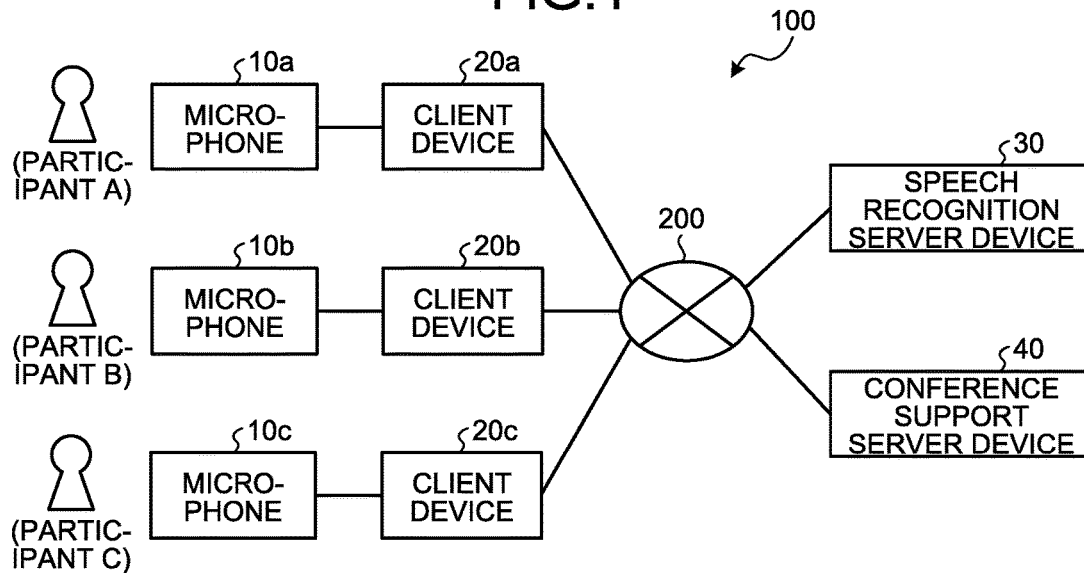 FIG.1
100
10a
20a
MICRO-
PHONE
CLIENT
DEVICE
(PARTIC-
IPANT A)
30
SPEECH
RECOGNITION
SERVER DEVICE
200
10b
20b
MICRO-
PHONE
CLIENT
DEVICE
(PARTIC-
IPANT B)
40
CONFERENCE
SUPPORT
SERVER DEVICE
10c
20c
MICRO-
PHONE
CLIENT
DEVICE
(PARTIC-
IPANT C)